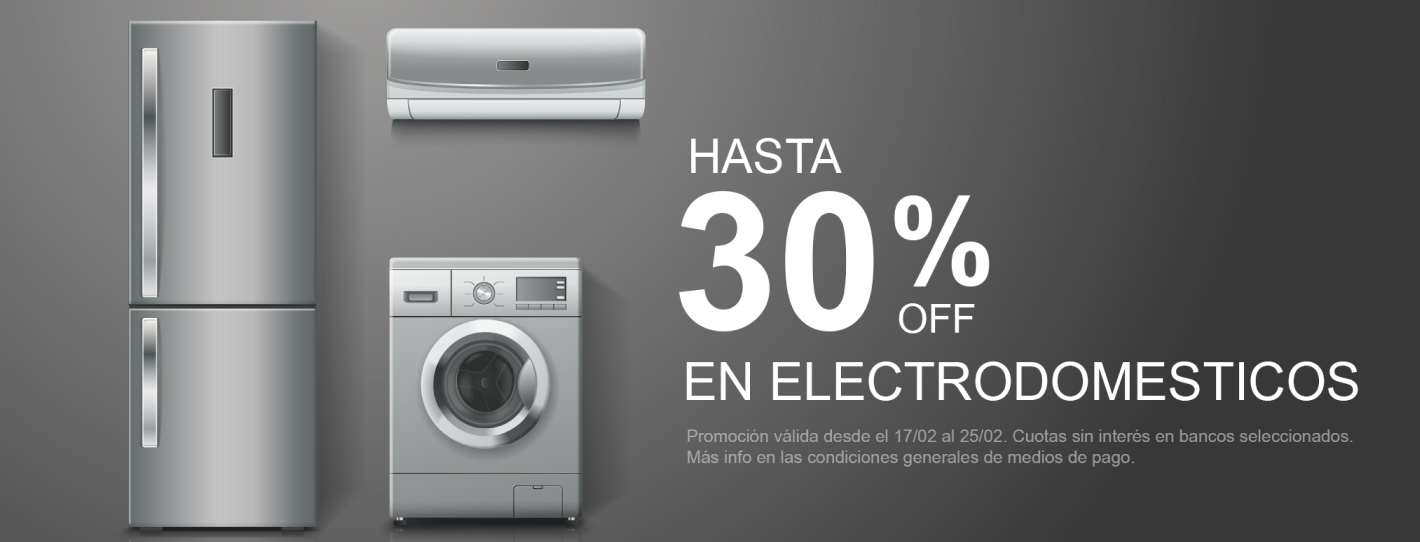 HASTA
30%
OFF
EN ELECTRODOMESTICOS
Promoción válida desde el 17/02 al 25/02. Cuotas sin interés en bancos seleccionados.
Más info en las condiciones generales de medios de pago.